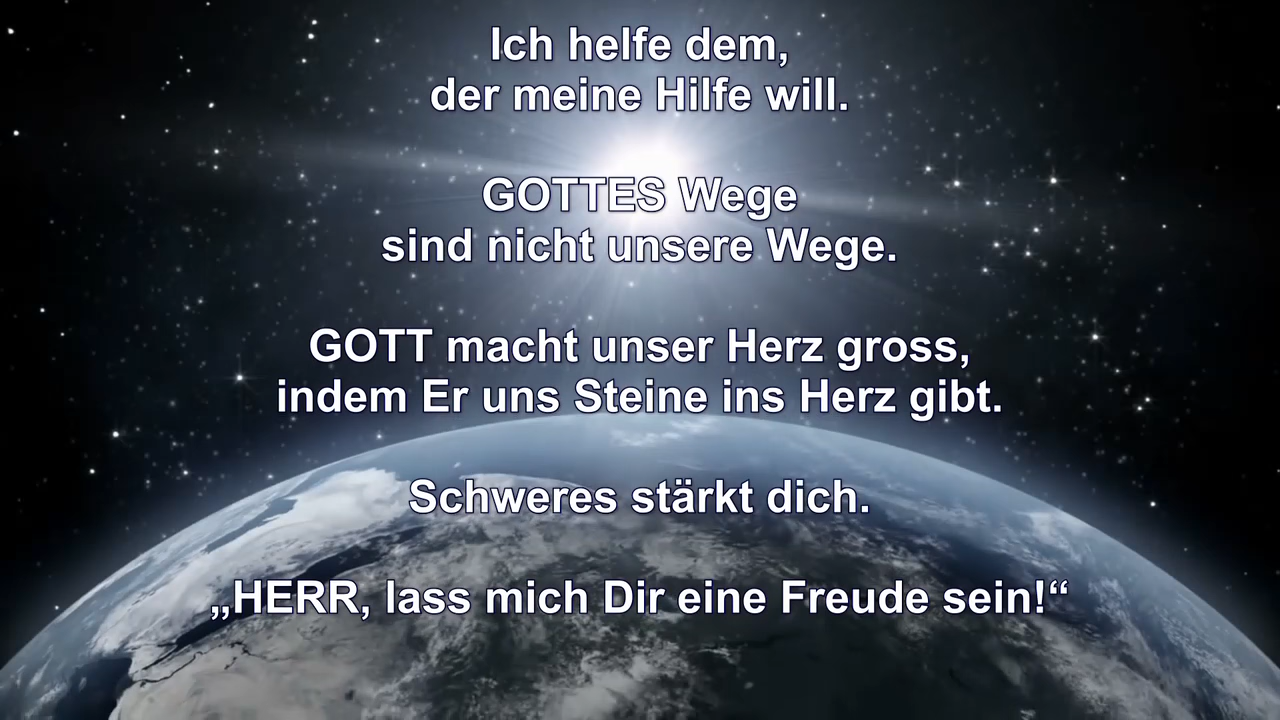 Ich helfe dem,
der meine Hilfe will.
GOTTES Wege
sind nicht unsere Wege.
GOTT macht unser Herz gross,
indem Er uns Steine ins Herz gibt.
Schweres stärkt dich.
„HERR, lass mich Dir eine Freude sein!“